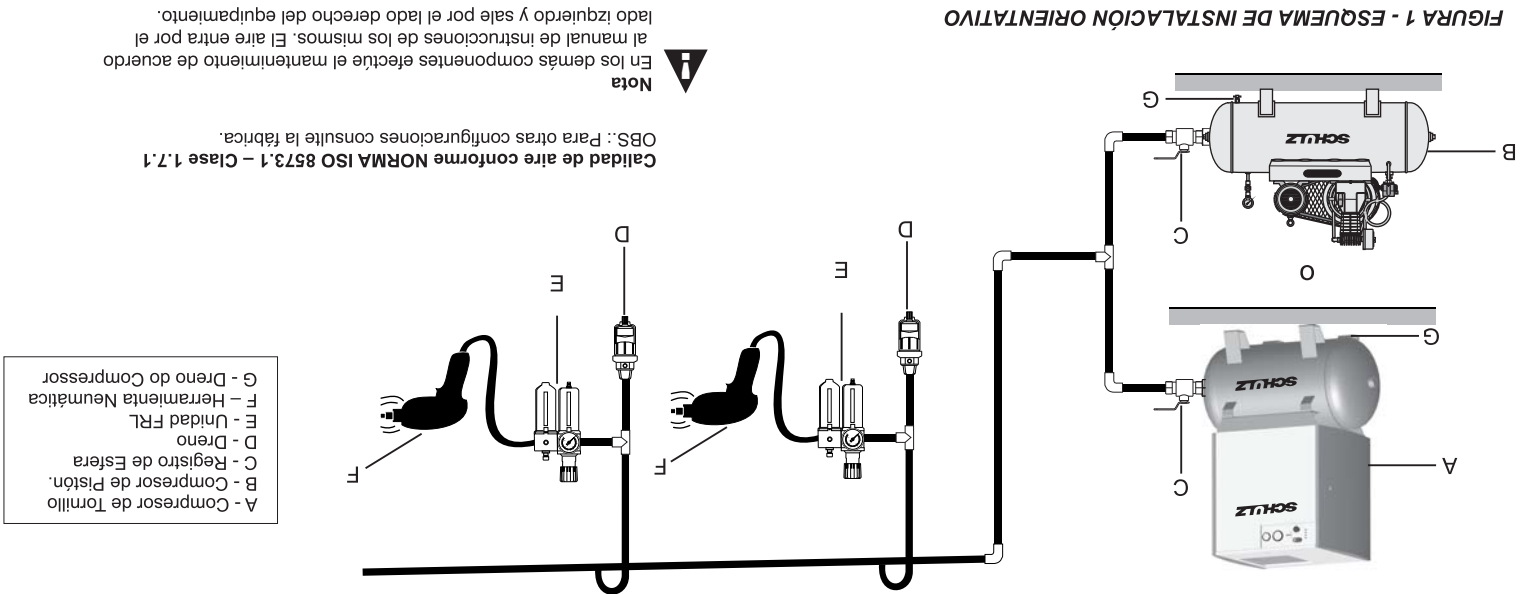 A
B
C
C
G
G
O
SCHULZ
SCHULZ
SCHULZ
D
D
E
E
F
F
A - Compresor de Tornillo
B - Compresor de Pistón.
C - Registro de Esfera
D - Dreno
E - Unidad FRL
F – Herramienta Neumática
G - Dreno do Compressor
Calidad de aire conforme NORMA ISO 8573.1 – Clase 1.7.1
OBS.: Para otras configuraciones consulte la fábrica.
Nota
En los demás componentes efectúe el mantenimiento de acuerdo
al manual de instrucciones de los mismos. El aire entra por el
lado izquierdo y sale por el lado derecho del equipamiento.
FIGURA 1 - ESQUEMA DE INSTALACIÓN ORIENTATIVO